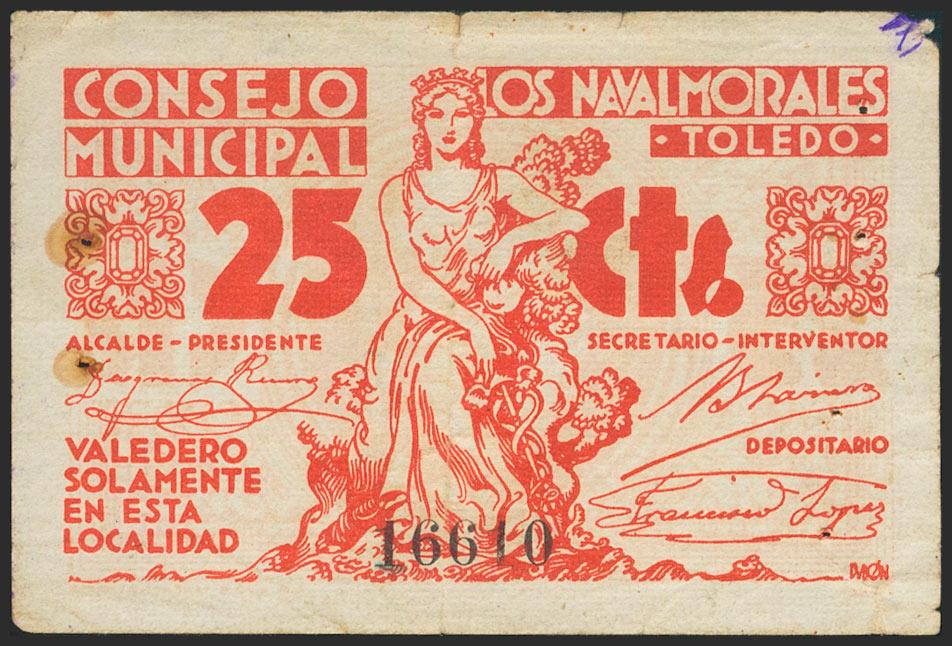 CONSEJO MUNICIPAL
LOS NAVALMORALES
· TOLEDO ·
25 Cts.
ALCALDE - PRESIDENTE
SECRETARIO - INTERVENTOR
VALEDERO
SOLAMENTE
EN ESTA
LOCALIDAD
DEPOSITARIO
Francisco Lopez
16610